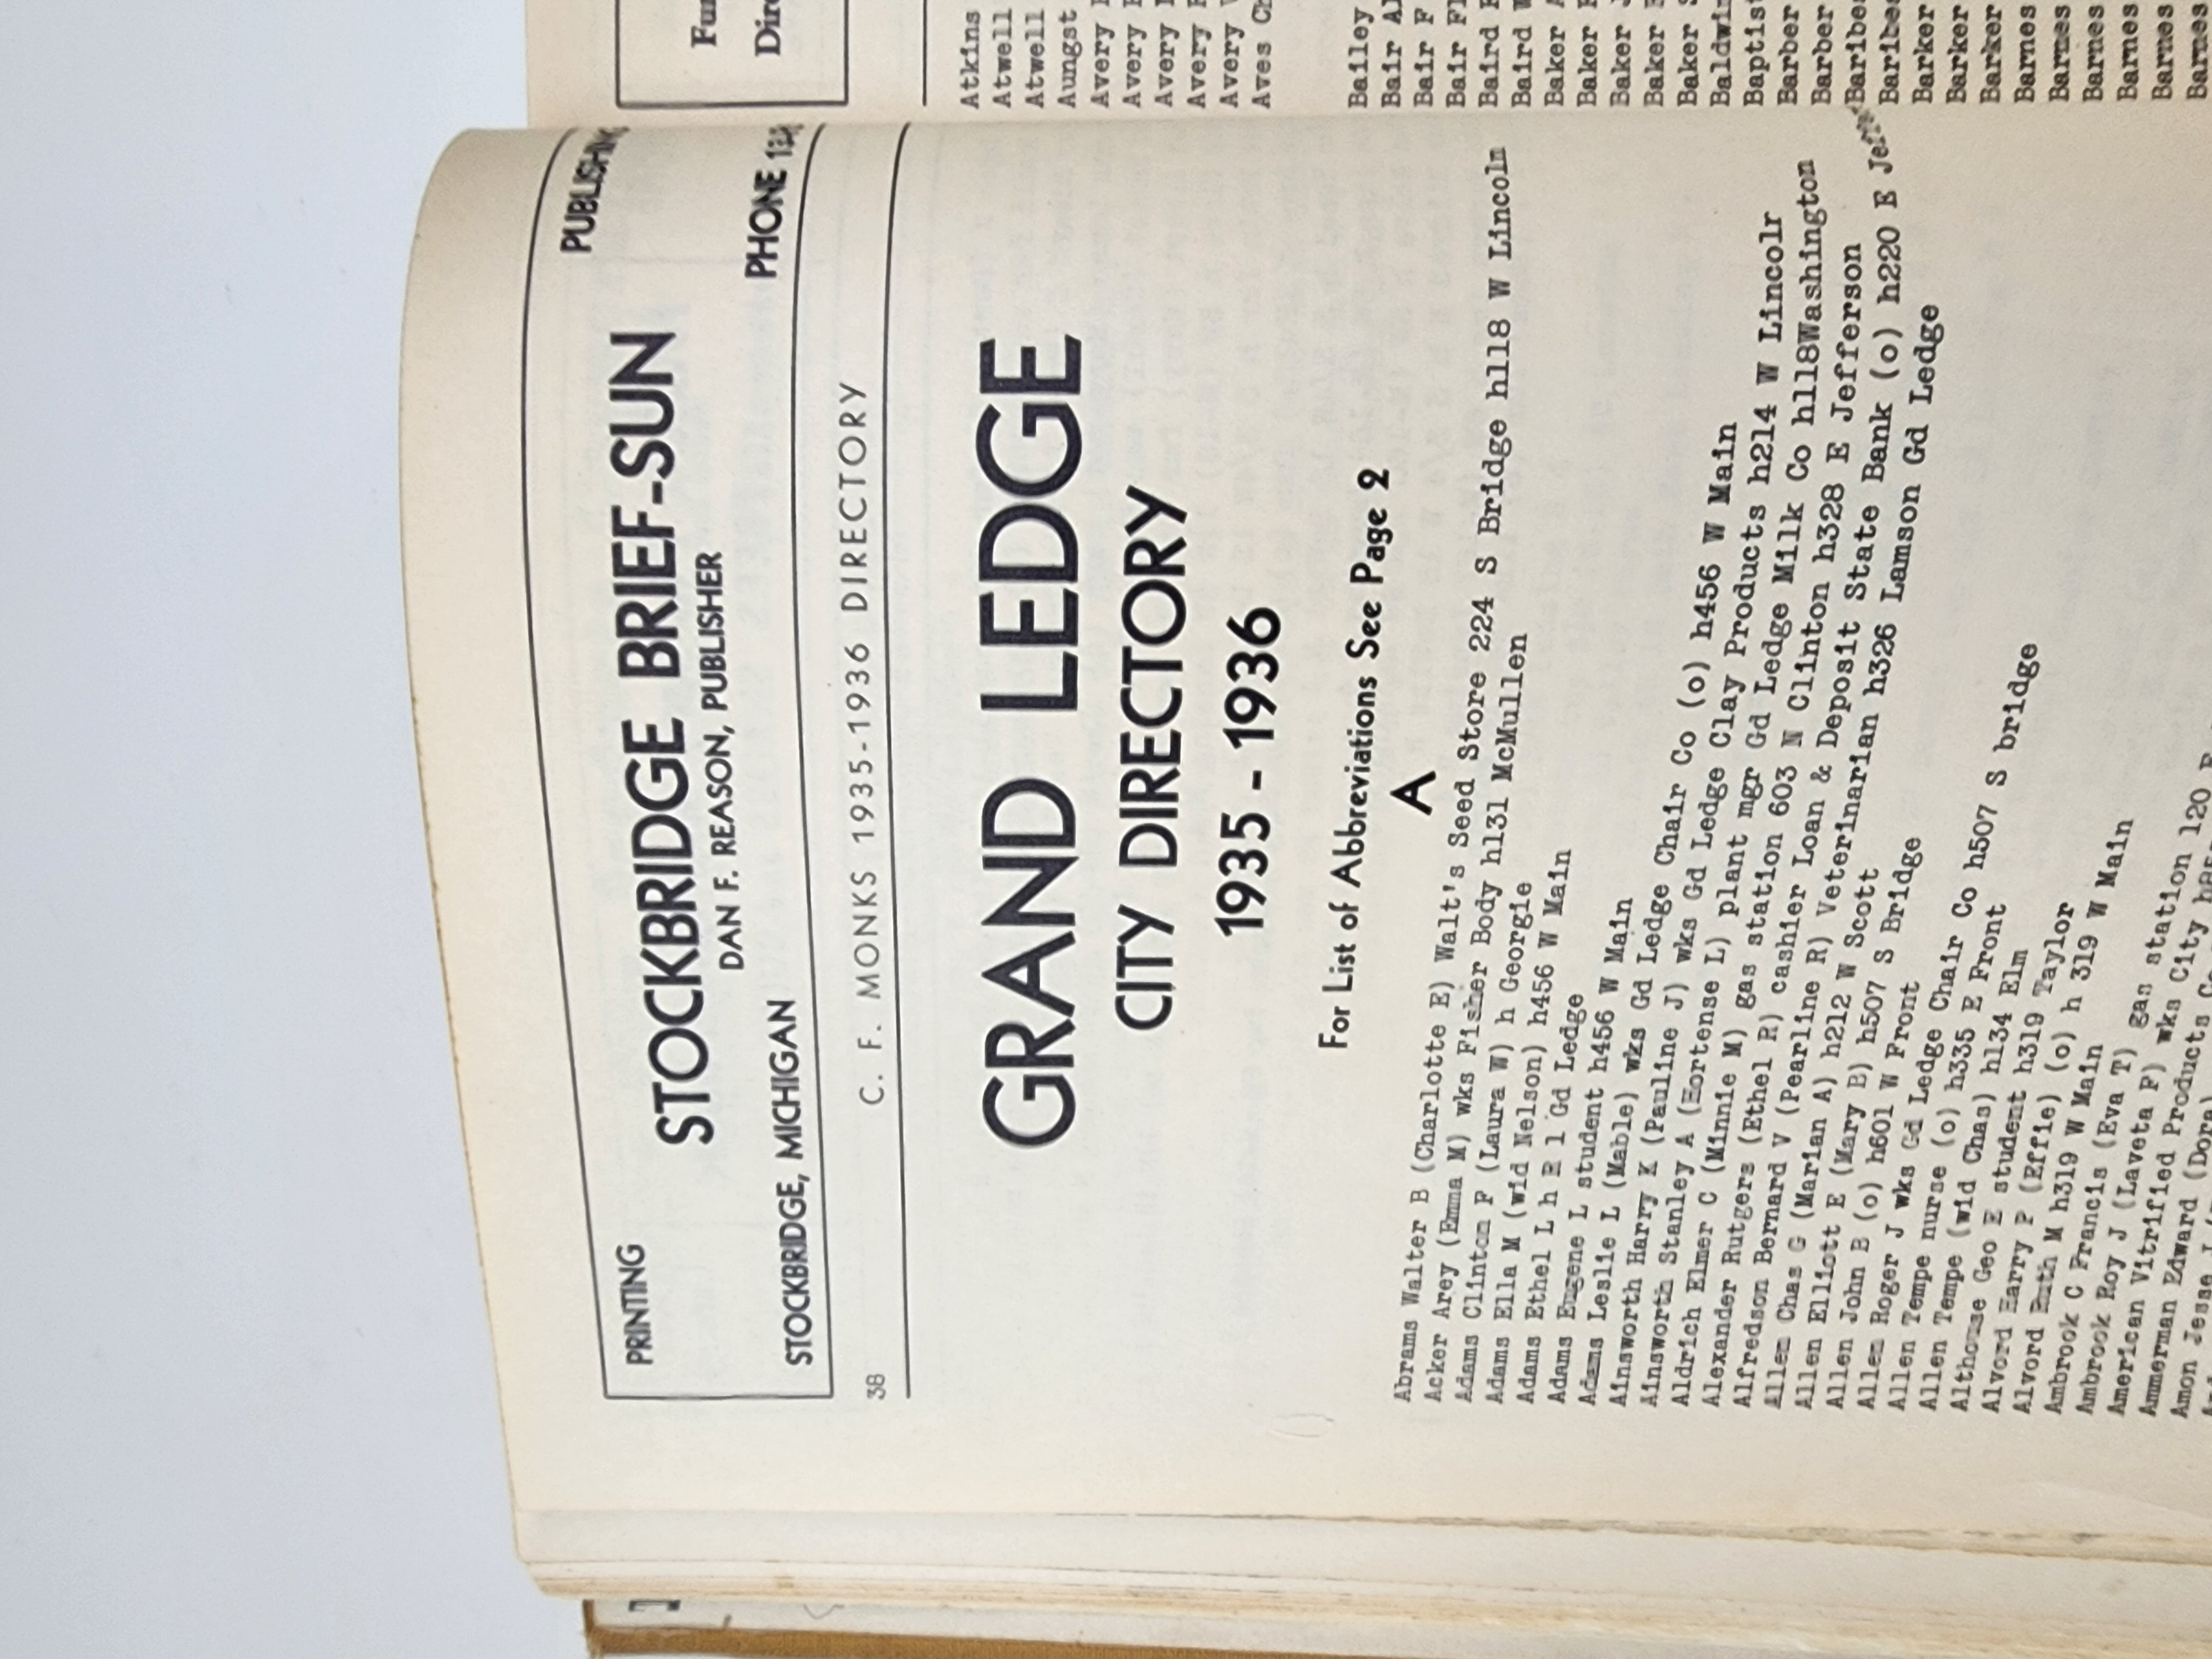 PRINTING PUBLISHING
STOCKBRIDGE BRIEF-SUN
DAN F. REASON, PUBLISHER
STOCKBRIDGE, MICHIGAN PHONE
38 C. F. MONKS 1935-1936 DIRECTORY
GRAND LEDGE
CITY DIRECTORY
1935 - 1936
For List of Abbreviations See Page 2
A
Abrams Walter B (Charlotte E) Walt's Seed Store 224 S Bridge h118 W Lincoln
Acker Arey (Emma M) wks Fisher Body h131 McMullen
Adams Clinton F (Laura W) h Georgie
Adams Ella M (wid Nelson) h456 W Main
Adams Ethel L h R 1 Gd Ledge
Adams Eugene L student h456 W Main
Adams Leslie L (Mable) wks Gd Ledge Chair Co (o) h456 W Main
Ainsworth Harry K (Pauline J) wks Gd Ledge Clay Products h214 W Lincoln
Ainsworth Stanley A (Hortense L) plant mgr Gd Ledge Milk Co h118Washington
Aldrich Elmer C (Minnie M) gas station 603 N Clinton h328 E Jefferson
Alexander Rutgers (Ethel R) cashier Loan & Deposit State Bank (o) h220 E
Alfredson Bernard V (Pearline R) Veterinarian h326 Lamson Gd Ledge
Allen Chas G (Marian A) h212 W Scott
Allen Elliott E (Mary B) h507 S Bridge
Allen John B (o) h601 W Front
Allen Roger J wks Gd Ledge Chair Co h507 S bridge
Allen Tempe nurse (o) h335 E Front
Allen Tempe (wid Chas) h134 Elm
Althouse Geo E student h319 Taylor
Alvord Harry P (Effie) (o) h 319 W Main
Alvord Ruth M h319 W Main
Ambrook C Francis (Eva T) gas station 120
Ambrook Roy J (Laveta F) wks City
American Vitrified Products
Ammerman Edward (Dora)
Amon Jesse
Atkins
Atwell
Atwell
Aungst
Avery
Avery
Avery
Avery
Avery
Aves
Bailey
Bair
Bair F
Bair
Baird
Baird
Baker
Baker
Baker
Baker
Baker
Barber
Barber
Barker
Barker
Barker
Barnes
Barnes
Barnes
Barnes
Barnes
Barnes